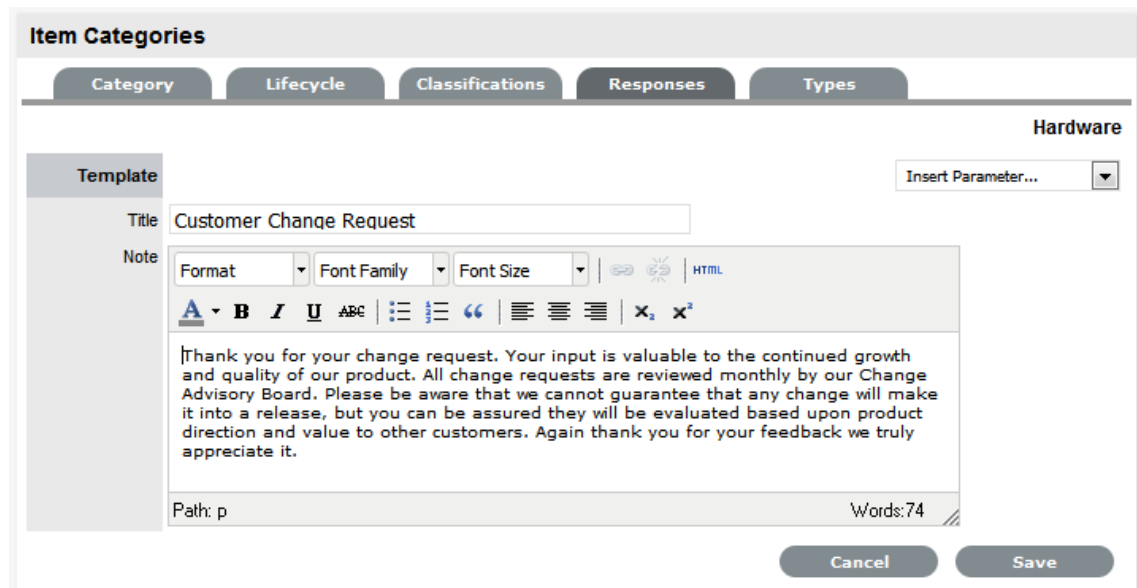 Item Categories
Category Lifecycle Classifications Responses Types
Hardware
Template Insert Parameter...
Title Customer Change Request
Note Format Font Family Font Size HTML
A B I U ABC X₂ X²
Thank you for your change request. Your input is valuable to the continued growth
and quality of our product. All change requests are reviewed monthly by our Change
Advisory Board. Please be aware that we cannot guarantee that any change will make
it into a release, but you can be assured they will be evaluated based upon product
direction and value to other customers. Again thank you for your feedback we truly
appreciate it.
Path: p Words:74
Cancel Save